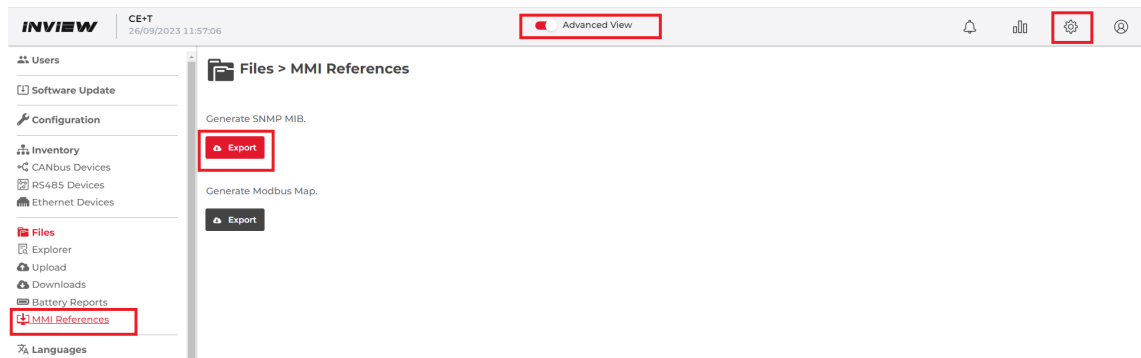 INVIEW
CE+T
26/09/2023 11:57:06
Advanced View
Users
Software Update
Configuration
Inventory
CANbus Devices
RS485 Devices
Ethernet Devices
Files
Explorer
Upload
Downloads
Battery Reports
MMI References
Languages
Files > MMI References
Generate SNMP MIB.
Export
Generate Modbus Map.
Export